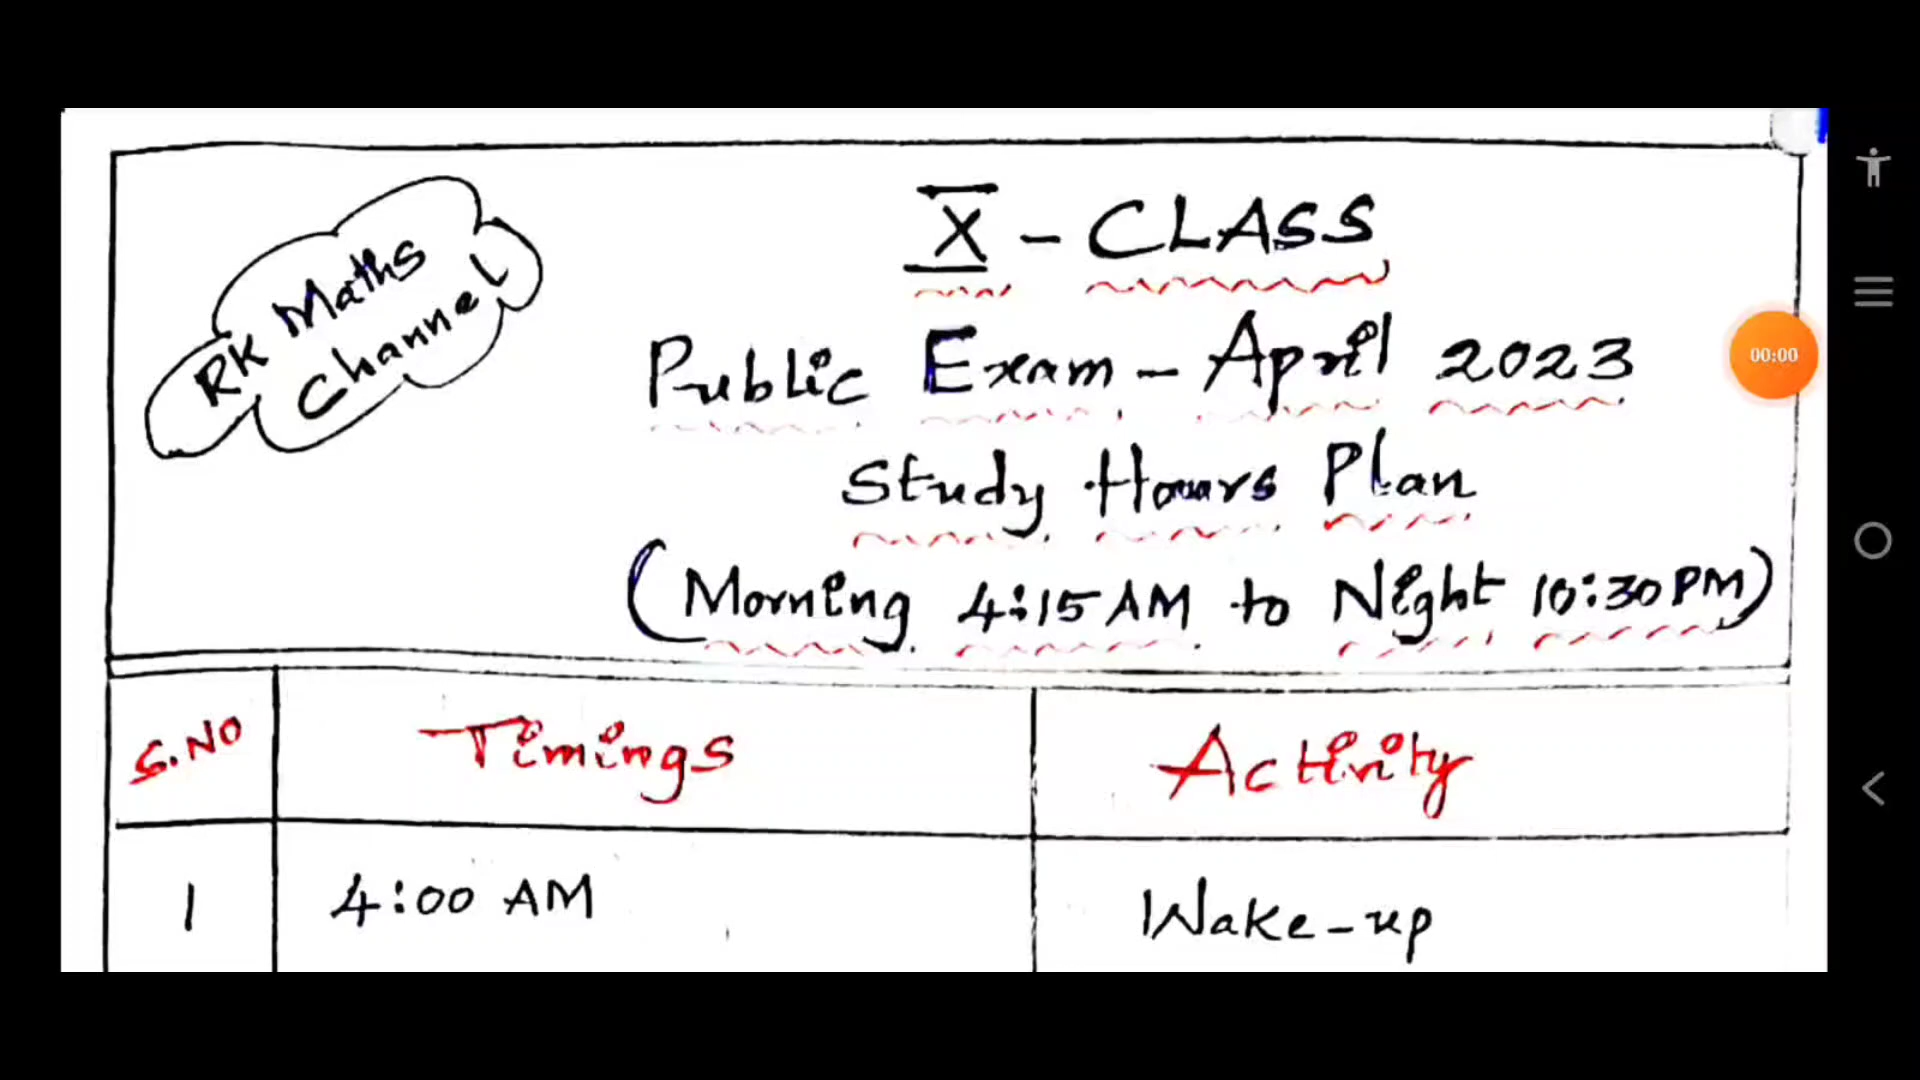 RK Maths
Channel
X - CLASS
Public Exam - April 2023
Study Hours Plan
(Morning 4:15 AM to Night 10:30 PM)
S.NO Timings Activity
1 4:00 AM Wake-up
00:00